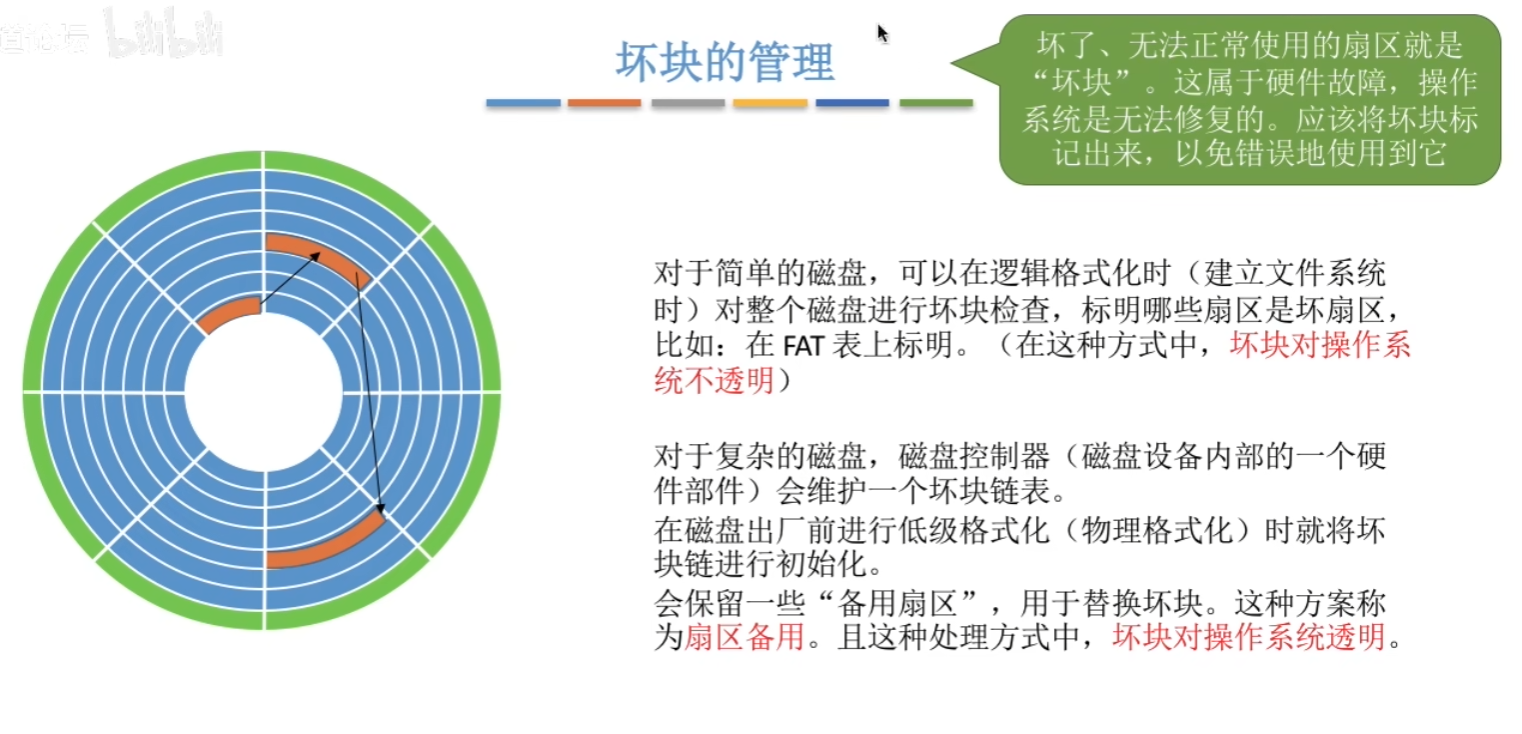 bilibili
坏块的管理
坏了、无法正常使用的扇区就是
“坏块”。这属于硬件故障，操作
系统是无法修复的。应该将坏块标
记出来，以免错误地使用到它
对于简单的磁盘，可以在逻辑格式化时（建立文件系统
时）对整个磁盘进行坏块检查，标明哪些扇区是坏扇区，
比如：在 FAT 表上标明。（在这种方式中，坏块对操作系
统不透明）
对于复杂的磁盘，磁盘控制器（磁盘设备内部的一个硬
件部件）会维护一个坏块链表。
在磁盘出厂前进行低级格式化（物理格式化）时就将坏
块链进行初始化。
会保留一些“备用扇区”，用于替换坏块。这种方案称
为扇区备用。且这种处理方式中，坏块对操作系统透明。